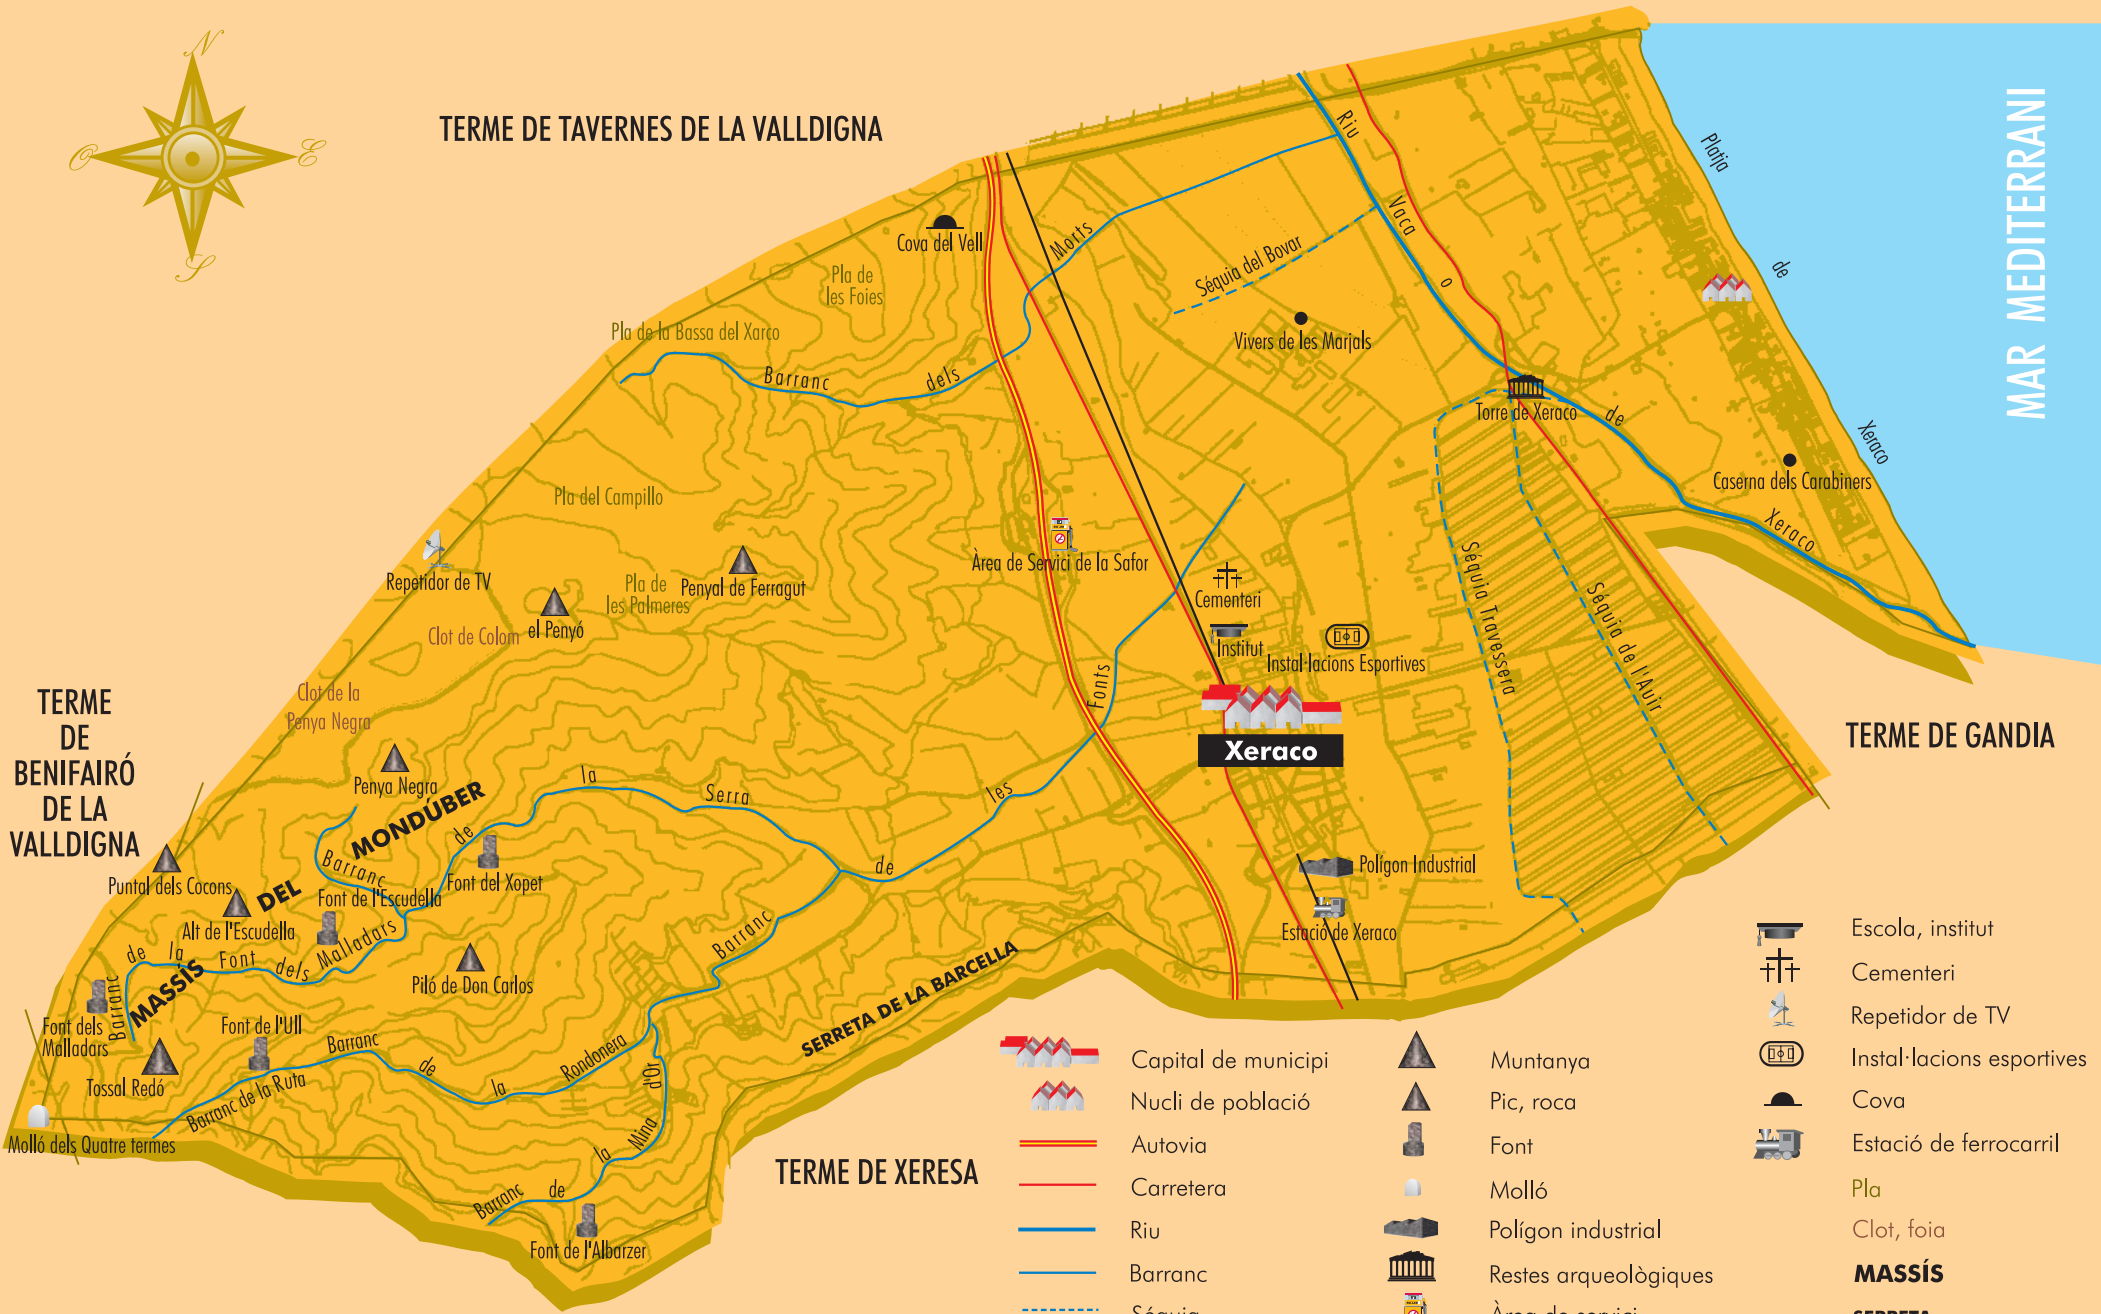 N
O
E
S
TERME DE TAVERNES DE LA VALLDIGNA
MAR MEDITERRANI
Platja de Xeraco
Riu Vaca o de Xeraco
Cova del Vell
Pla de
les Foies
Barranc dels Morts
Séquia del Bovar
Pla de la Bassa del Xarco
Vivers de les Marjals
Torre de Xeraco
Caserna dels Carabiners
Pla del Campillo
Repetidor de TV
Pla de
les Palmeres
Penyal de Ferragut
Àrea de Servici de la Safor
Cementeri
Séquia Travessera
Séquia de l'Auir
Clot de Colom
el Penyó
Institut
Instal·lacions Esportives
Clot de la
Penya Negra
TERME
DE
BENIFAIRÓ
DE LA
VALLDIGNA
Xeraco
TERME DE GANDIA
Penya Negra
MASSÍS DEL MONDÚBER
Barranc de la Serra
Barranc de les Fonts
Puntal dels Cocons
Font de l'Escudella
Font del Xopet
Alt de l'Escudella
Polígon Industrial
Estació de Xeraco
Barranc de la Font dels Malladars
Piló de Don Carlos
SERRETA DE LA BARCELLA
Font dels
Malladars
Font de l'Ull
Tossal Redó
Barranc de la Ruta
Barranc de la Rondonera
Molló dels Quatre termes
Barranc de la Mina
d'Or
Font de l'Albarzer
TERME DE XERESA
Capital de municipi
Nucli de població
Autovia
Carretera
Riu
Barranc
Séquia
Muntanya
Pic, roca
Font
Molló
Polígon industrial
Restes arqueològiques
Àrea de servici
Escola, institut
Cementeri
Repetidor de TV
Instal·lacions esportives
Cova
Estació de ferrocarril
Pla
Clot, foia
MASSÍS
SERRETA